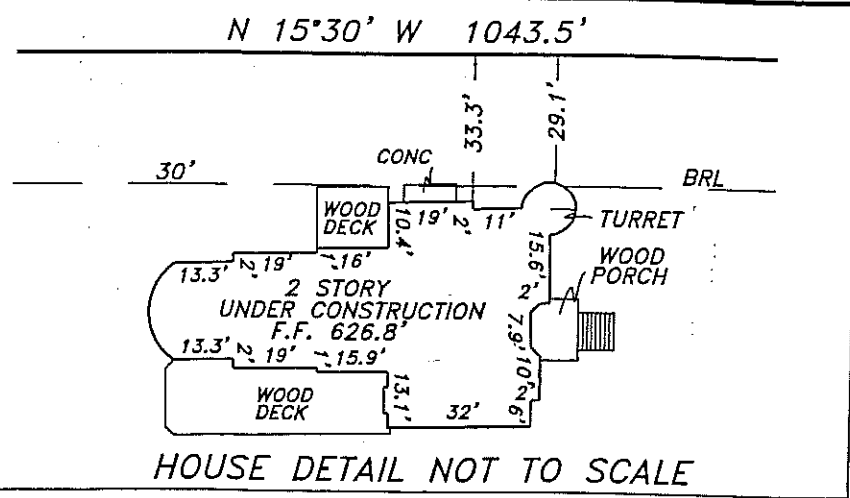 N 15°30' W 1043.5'
33.3'
29.1'
30'
CONC
BRL
WOOD
DECK
10.4'
19'
2'
11'
TURRET
15.6'
WOOD
PORCH
13.3'
2'
19'
1'
16'
2'
2 STORY
UNDER CONSTRUCTION
F.F. 626.8'
7.9'
13.3'
2'
19'
1'
15.9'
10'
WOOD
DECK
13.1'
32'
2'
6'
HOUSE DETAIL NOT TO SCALE